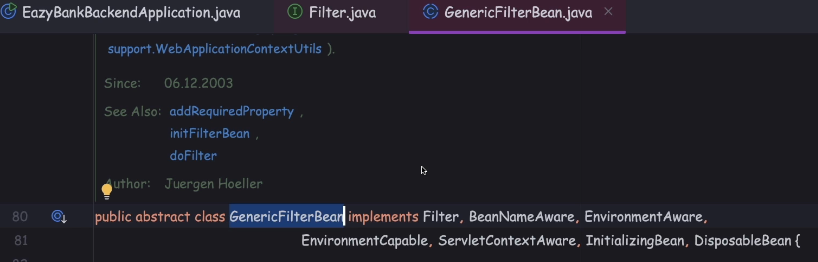 EazyBankBackendApplication.java Filter.java GenericFilterBean.java
support.WebApplicationContextUtils ).
Since: 06.12.2003
See Also: addRequiredProperty ,
initFilterBean ,
doFilter
Author: Juergen Hoeller
80 public abstract class GenericFilterBean implements Filter, BeanNameAware, EnvironmentAware,
81 EnvironmentCapable, ServletContextAware, InitializingBean, DisposableBean {